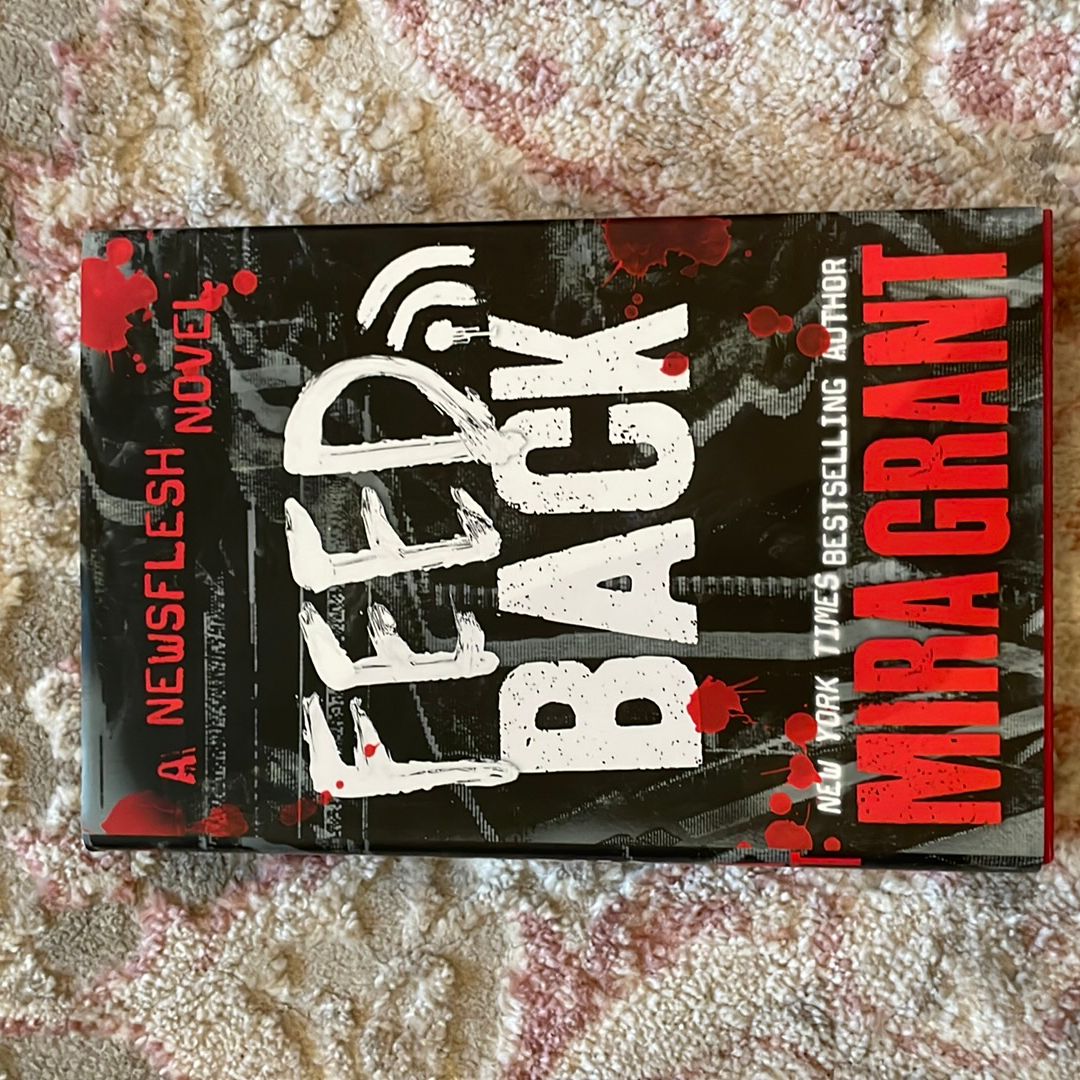 A NEWSFLESH NOVEL
FEED
BACK
NEW YORK TIMES BESTSELLING AUTHOR
MIRA GRANT